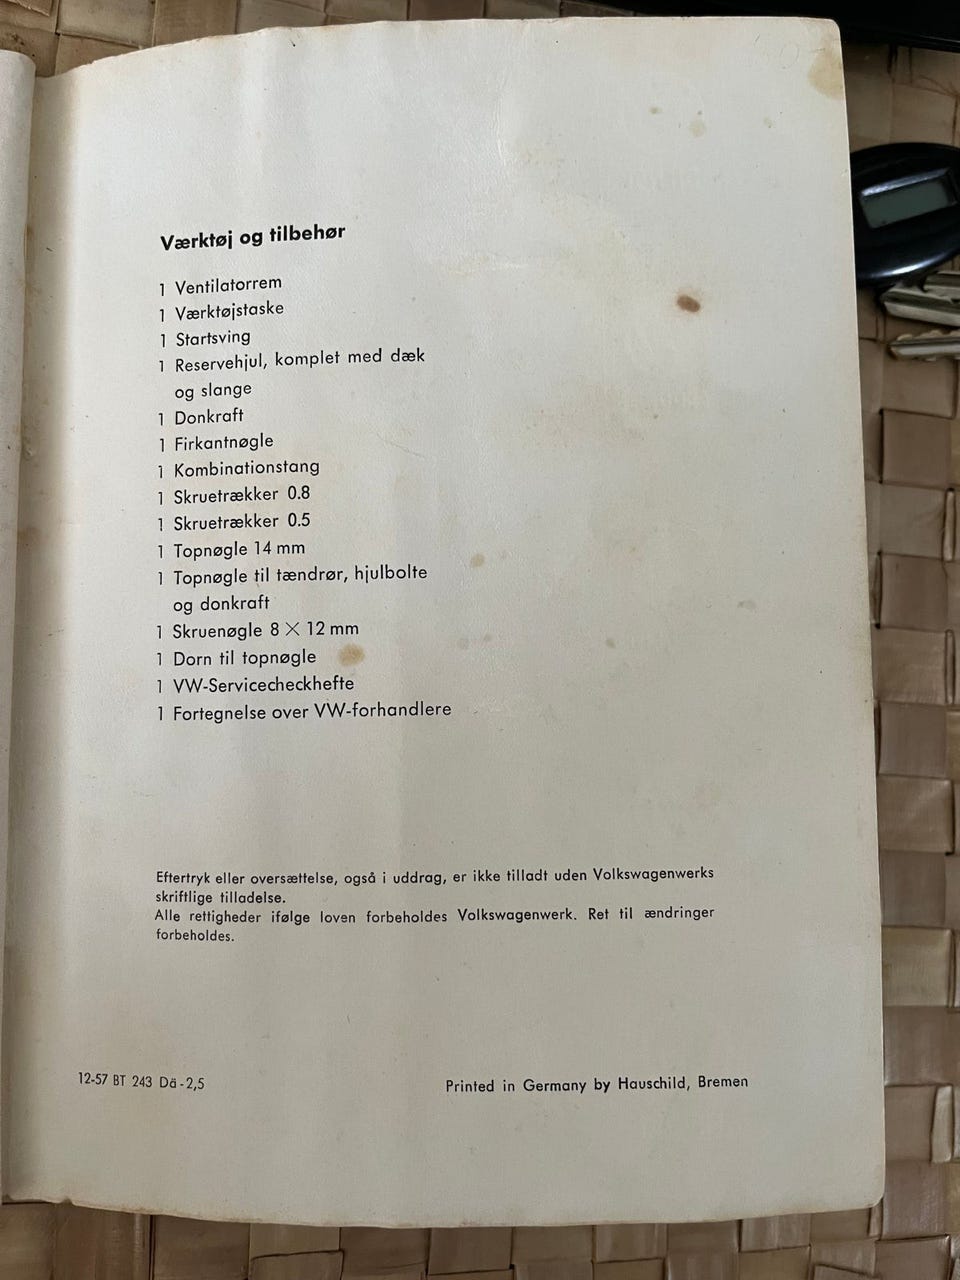 Værktøj og tilbehør
1 Ventilatorrem
1 Værktøjstaske
1 Startsving
1 Reservehjul, komplet med dæk
og slange
1 Donkraft
1 Firkantnøgle
1 Kombinationstang
1 Skruetrækker 0.8
1 Skruetrækker 0.5
1 Topnøgle 14 mm
1 Topnøgle til tændrør, hjulbolte
og donkraft
1 Skruenøgle 8 × 12 mm
1 Dorn til topnøgle
1 VW-Servicecheckhefte
1 Fortegnelse over VW-forhandlere
Eftertryk eller oversættelse, også i uddrag, er ikke tilladt uden Volkswagenwerks
skriftlige tilladelse.
Alle rettigheder ifølge loven forbeholdes Volkswagenwerk. Ret til ændringer
forbeholdes.
12-57 BT 243 Dä-2,5
Printed in Germany by Hauschild, Bremen